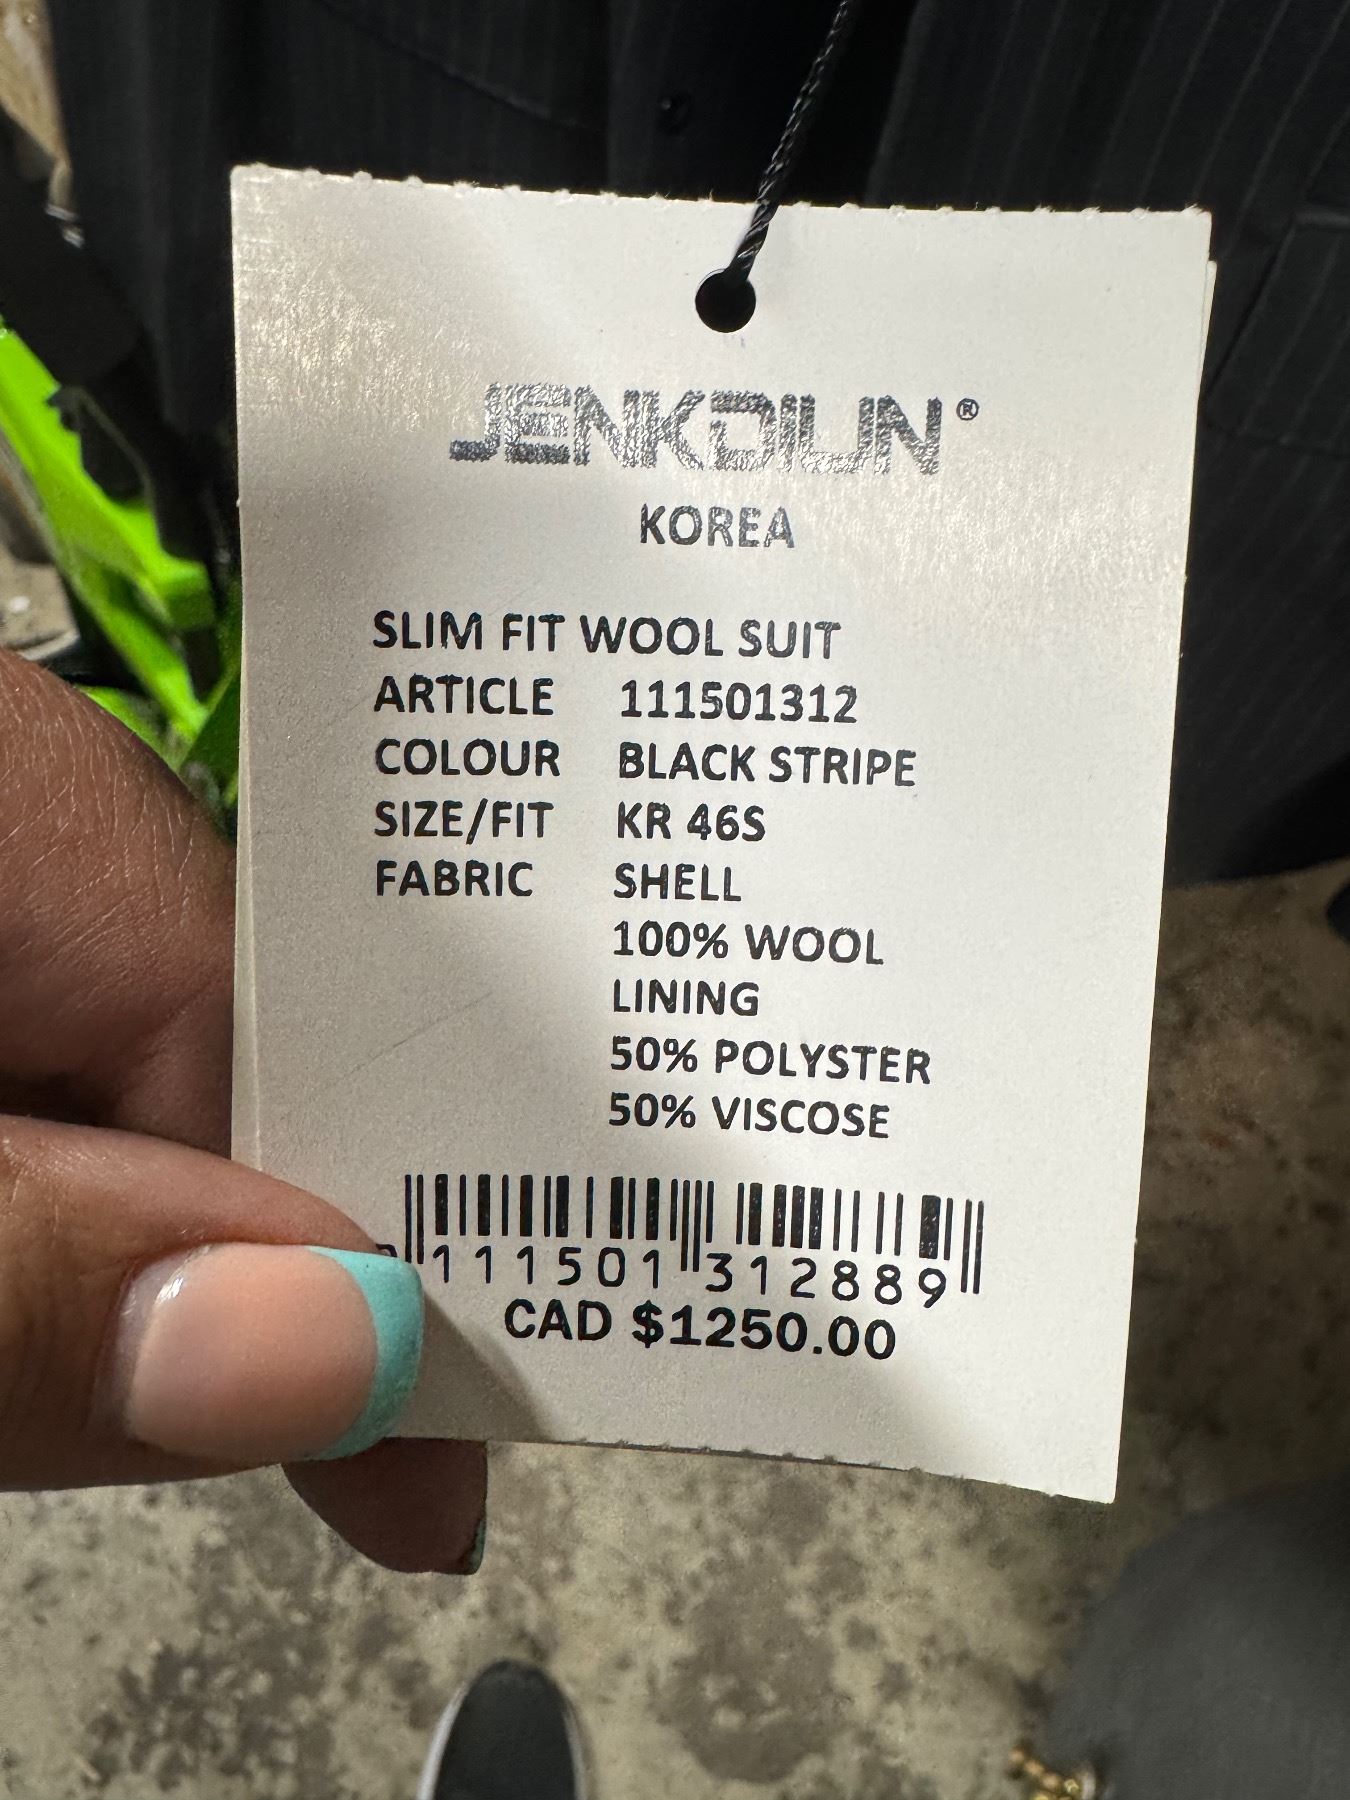 JENKDIUN®
KOREA
SLIM FIT WOOL SUIT
ARTICLE 111501312
COLOUR BLACK STRIPE
SIZE/FIT KR 46S
FABRIC SHELL
100% WOOL
LINING
50% POLYSTER
50% VISCOSE
111501 312889
CAD $1250.00